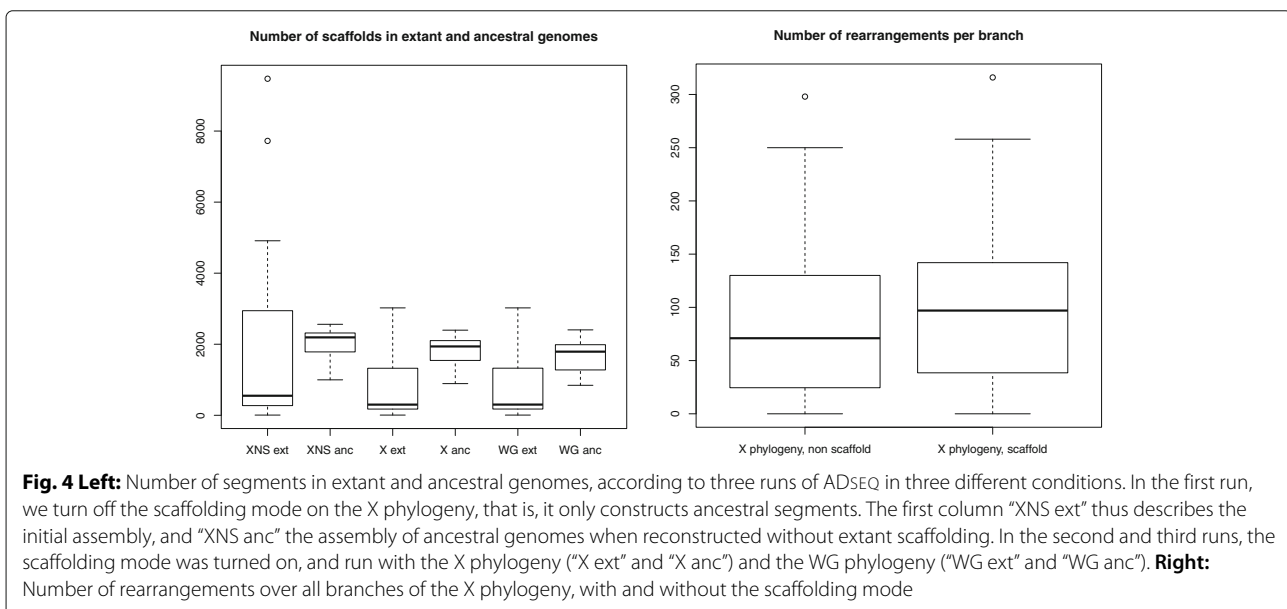 Number of scaffolds in extant and ancestral genomes
0
2000
4000
6000
8000
XNS ext
XNS anc
X ext
X anc
WG ext
WG anc
Number of rearrangements per branch
0
50
100
150
200
250
300
X phylogeny, non scaffold
X phylogeny, scaffold
Fig. 4 Left: Number of segments in extant and ancestral genomes, according to three runs of ADSEQ in three different conditions. In the first run,
we turn off the scaffolding mode on the X phylogeny, that is, it only constructs ancestral segments. The first column “XNS ext” thus describes the
initial assembly, and “XNS anc” the assembly of ancestral genomes when reconstructed without extant scaffolding. In the second and third runs, the
scaffolding mode was turned on, and run with the X phylogeny (“X ext” and “X anc”) and the WG phylogeny (“WG ext” and “WG anc”). Right:
Number of rearrangements over all branches of the X phylogeny, with and without the scaffolding mode